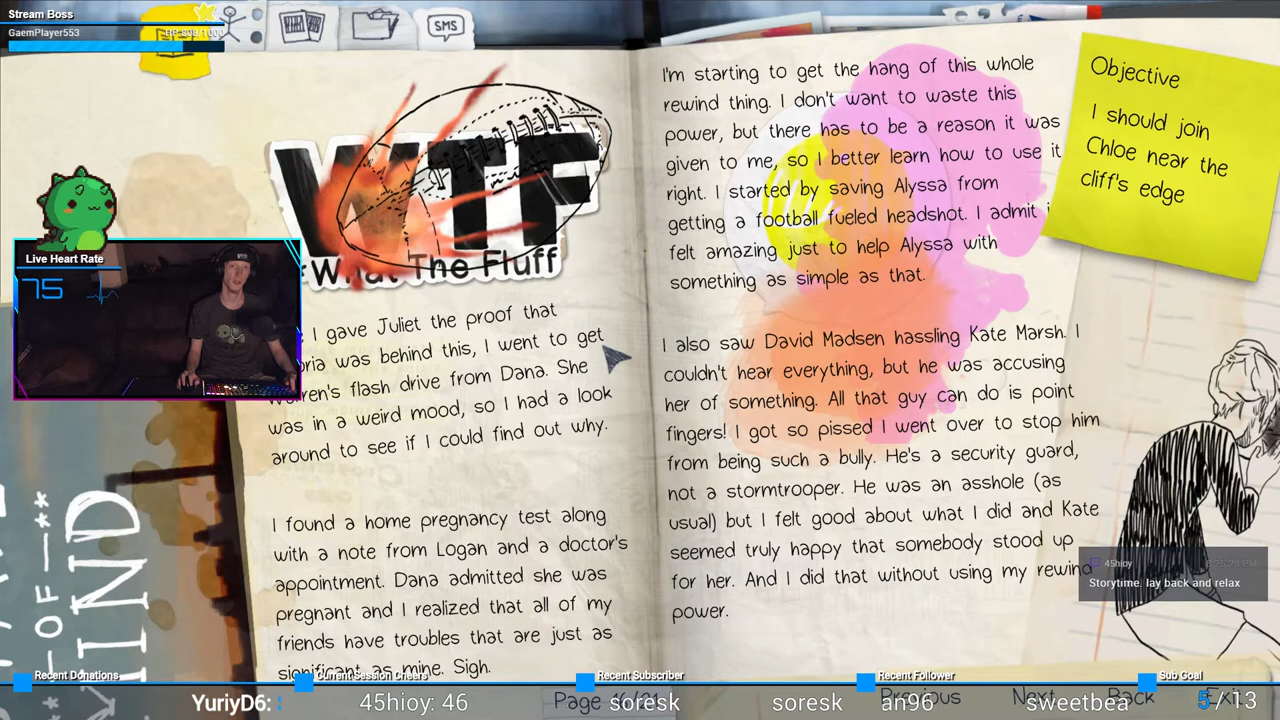 Stream Boss
GaemPlayer553
SMS
WTF
What The Fluff
Live Heart Rate
75
I gave Juliet the proof that
was behind this, I went to get
flash drive from Dana. She
was in a weird mood, so I had a look
around to see if I could find out why.
I found a home pregnancy test along
with a note from Logan and a doctor's
appointment. Dana admitted she was
pregnant and I realized that all of my
friends have troubles that are just as
significant as mine. Sigh.
I'm starting to get the hang of this whole
rewind thing. I don't want to waste this
power, but there has to be a reason it was
given to me, so I better learn how to use it
right. I started by saving Alyssa from
getting a football fueled headshot. I admit
felt amazing just to help Alyssa with
something as simple as that.
I also saw David Madsen hassling Kate Marsh. I
couldn't hear everything, but he was accusing
her of something. All that guy can do is point
fingers! I got so pissed I went over to stop him
from being such a bully. He's a security guard,
not a stormtrooper. He was an asshole (as
usual) but I felt good about what I did and Kate
seemed truly happy that somebody stood up
for her. And I did that without using my rewind
power.
Objective
I should join
Chloe near the
cliff's edge
45hioy
Storytime. lay back and relax
OF
Recent Donations
Current Session Cheers
Recent Subscriber
Recent Follower
Sub Goal
YuriyD6:
45hioy: 46
Page
soresk
soresk
an96
sweetbea
5 / 13
Previous
Next
Back
Exit